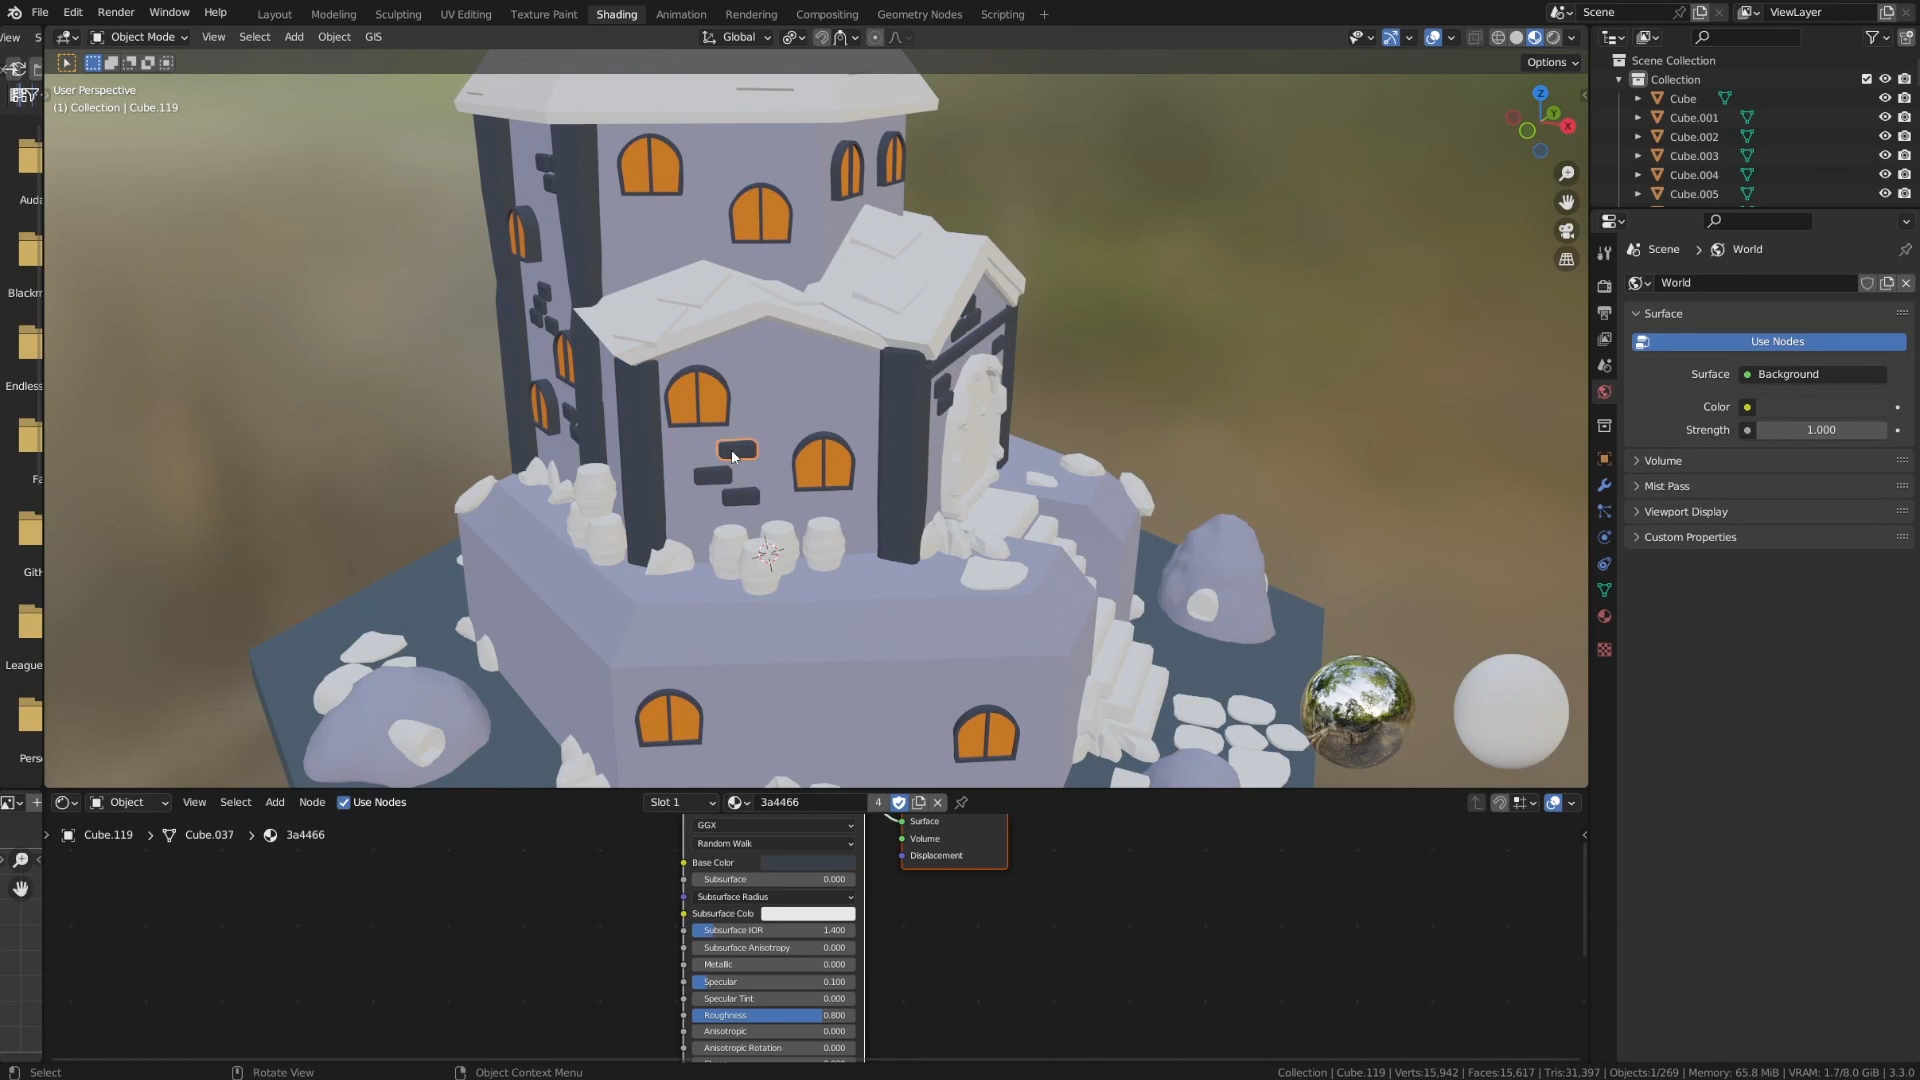 File Edit Render Window Help Layout Modeling Sculpting UV Editing Texture Paint Shading Animation Rendering Compositing Geometry Nodes Scripting + Scene ViewLayer
View S Object Mode View Select Add Object GIS Global
Options
User Perspective
(1) Collection | Cube.119
Z
Y
X
Scene Collection
Collection
Cube
Cube.001
Cube.002
Cube.003
Cube.004
Cube.005
Scene > World
World
Surface
Use Nodes
Surface Background
Color
Strength 1.000
Volume
Mist Pass
Viewport Display
Custom Properties
Auda
Blackm
Endless
Fa
Gith
League
Perso
Object View Select Add Node Use Nodes Slot 1 3a4466 4
Cube.119 > Cube.037 > 3a4466
GGX
Random Walk
Base Color
Subsurface 0.000
Subsurface Radius
Subsurface Colo
Subsurface IOR 1.400
Subsurface Anisotropy 0.000
Metallic 0.000
Specular 0.100
Specular Tint 0.000
Roughness 0.800
Anisotropic 0.000
Anisotropic Rotation 0.000
Surface
Volume
Displacement
Select Rotate View Object Context Menu Collection | Cube.119 | Verts:15,942 | Faces:15,617 | Tris:31,397 | Objects:1/269 | Memory: 65.8 MiB | VRAM: 1.7/8.0 GiB | 3.3.0